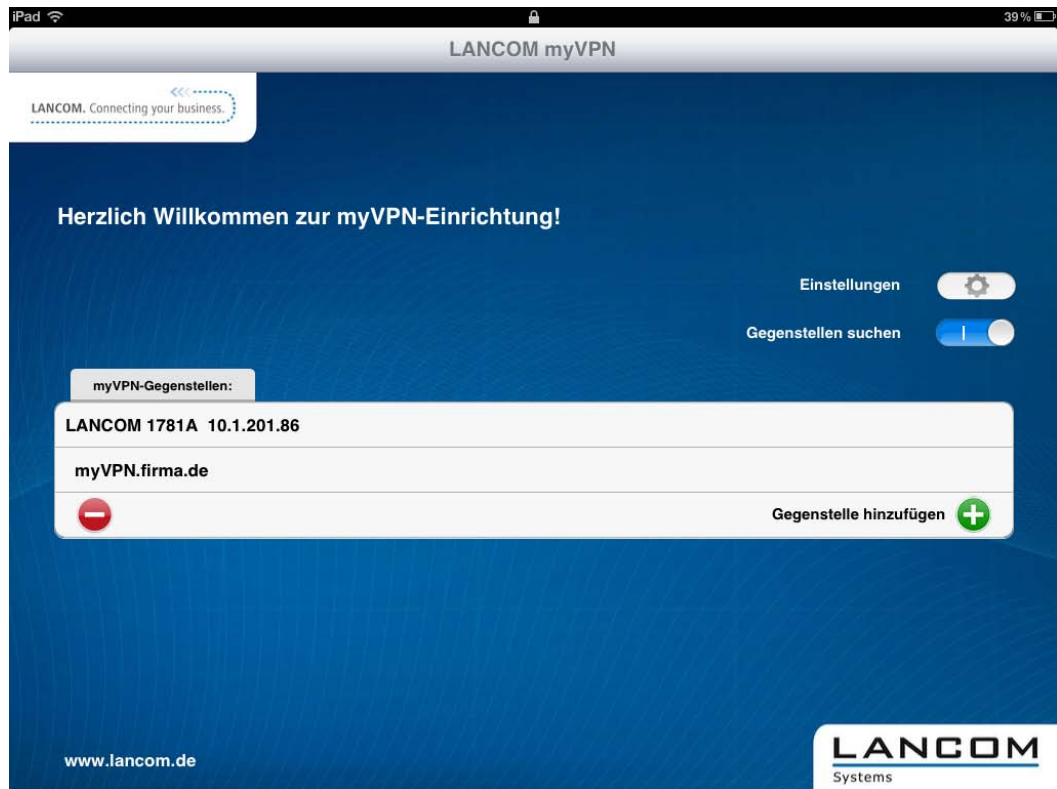 iPad
39 %
LANCOM myVPN
LANCOM. Connecting your business.
Herzlich Willkommen zur myVPN-Einrichtung!
Einstellungen
Gegenstellen suchen
myVPN-Gegenstellen:
LANCOM 1781A 10.1.201.86
myVPN.firma.de
Gegenstelle hinzufügen
www.lancom.de
LANCOM
Systems